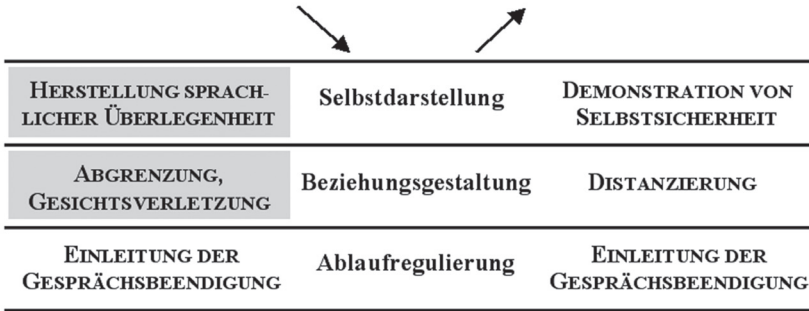 HERSTELLUNG SPRACH-
LICHER ÜBERLEGENHEIT
Selbstdarstellung
DEMONSTRATION VON
SELBSTSICHERHEIT
ABGRENZUNG,
GESICHTSVERLETZUNG
Beziehungsgestaltung
DISTANZIERUNG
EINLEITUNG DER
GESPRÄCHSBEENDIGUNG
Ablaufregulierung
EINLEITUNG DER
GESPRÄCHSBEENDIGUNG